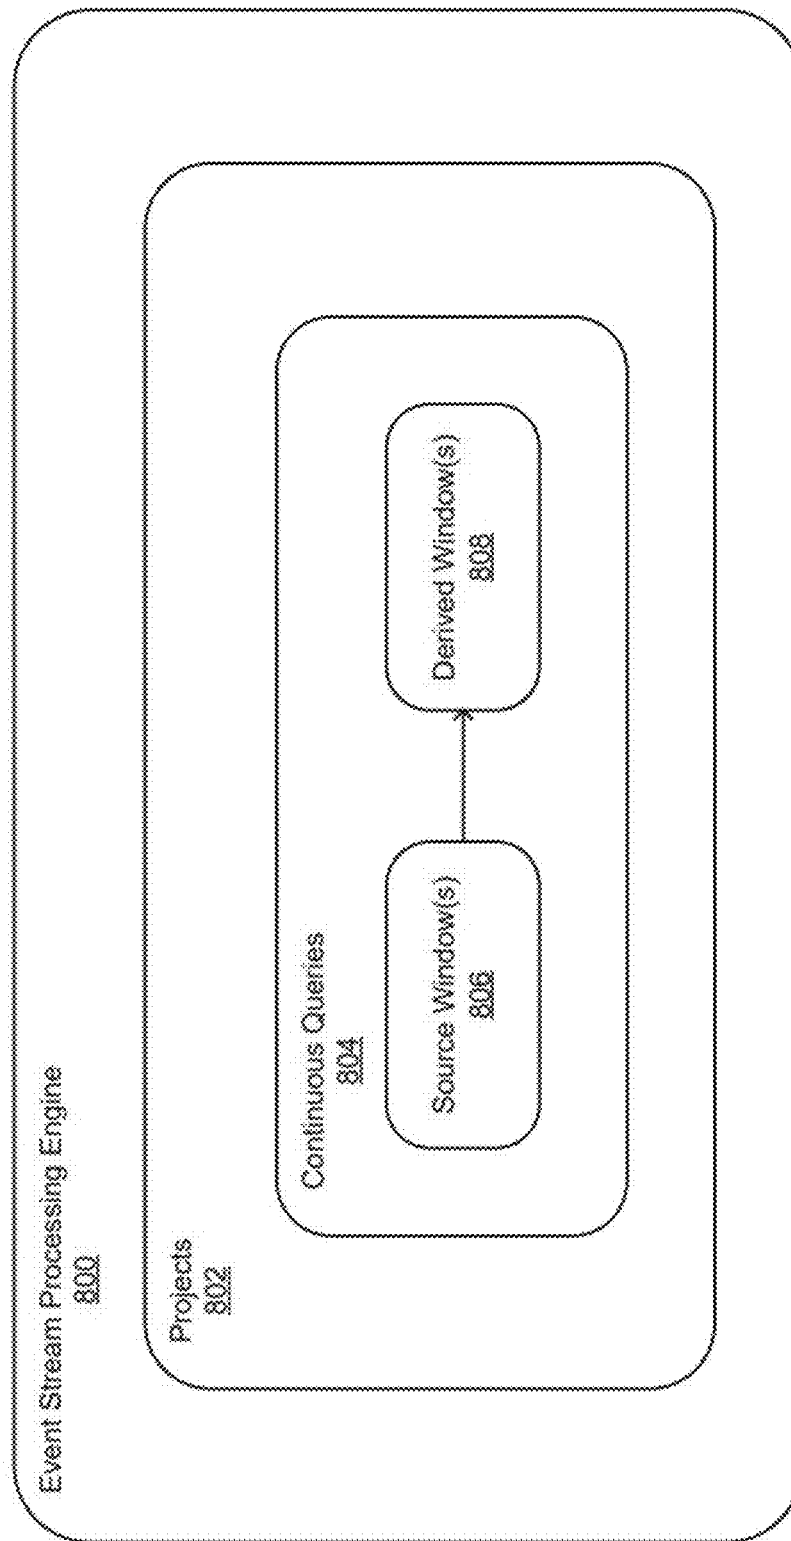 Event Stream Processing Engine
800
Projects
802
Continuous Queries
804
Source Window(s)
806
Derived Window(s)
808